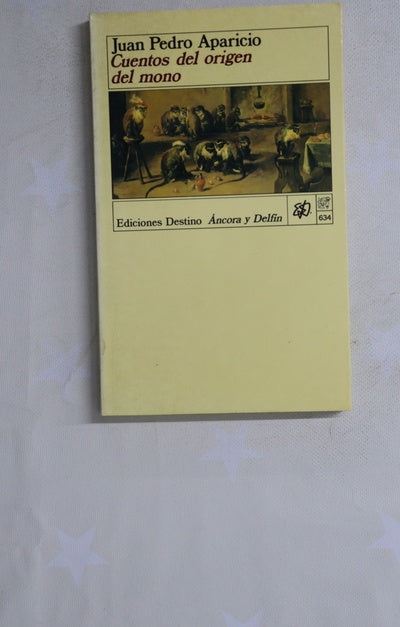 Juan Pedro Aparicio
Cuentos del origen
del mono
Ediciones Destino Áncora y Delfín
634